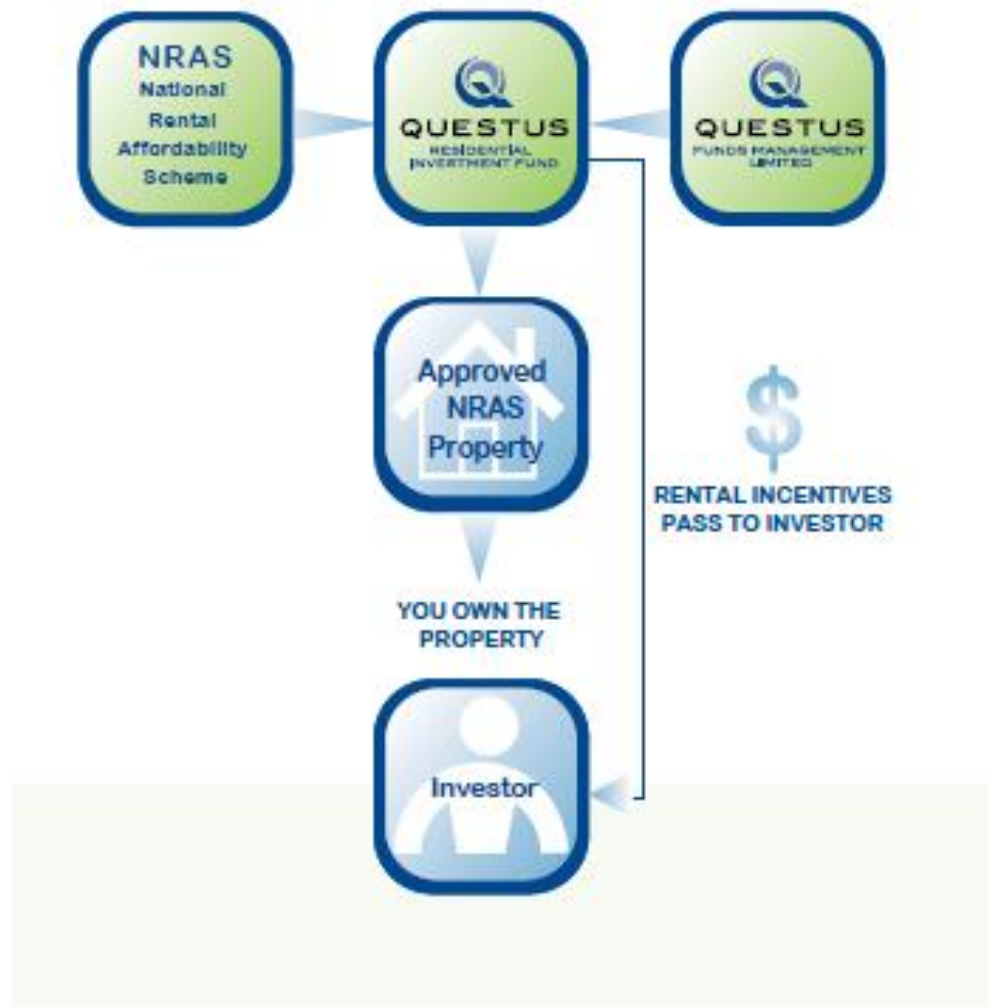 NRAS
National
Rental
Affordability
Scheme
QUESTUS
RESIDENTIAL
INVESTMENT FUND
QUESTUS
FUNDS MANAGEMENT
LIMITED
Approved
NRAS
Property
$
RENTAL INCENTIVES
PASS TO INVESTOR
YOU OWN THE
PROPERTY
Investor